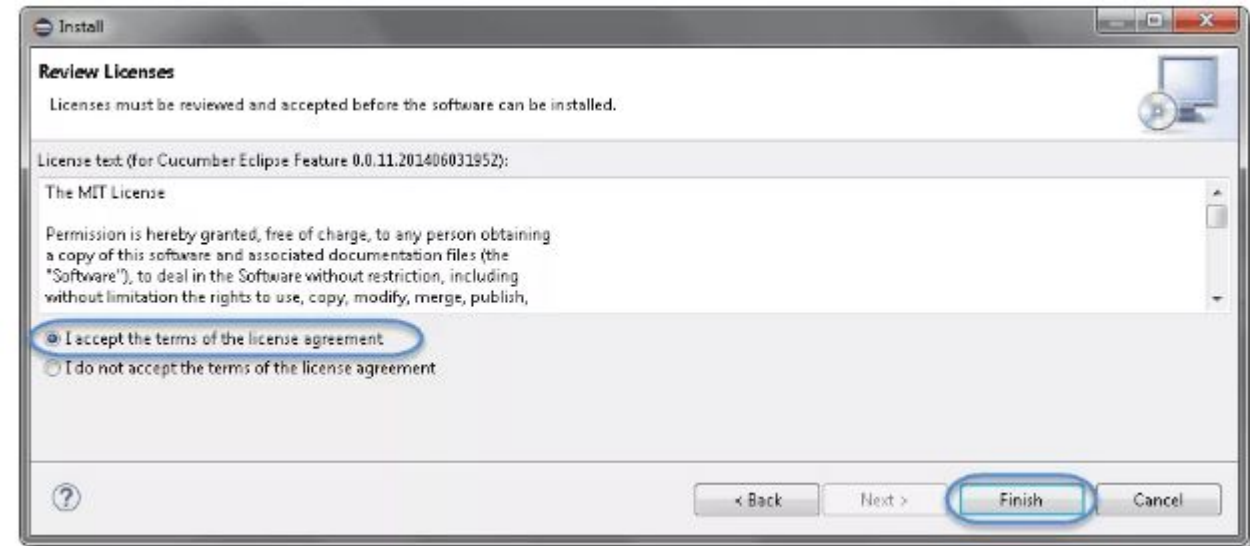 Install
Review Licenses
Licenses must be reviewed and accepted before the software can be installed.
License text (for Cucumber Eclipse Feature 0.0.11.201406031952):
The MIT License
Permission is hereby granted, free of charge, to any person obtaining
a copy of this software and associated documentation files (the
"Software"), to deal in the Software without restriction, including
without limitation the rights to use, copy, modify, merge, publish,
I accept the terms of the license agreement
I do not accept the terms of the license agreement
? < Back Next > Finish Cancel